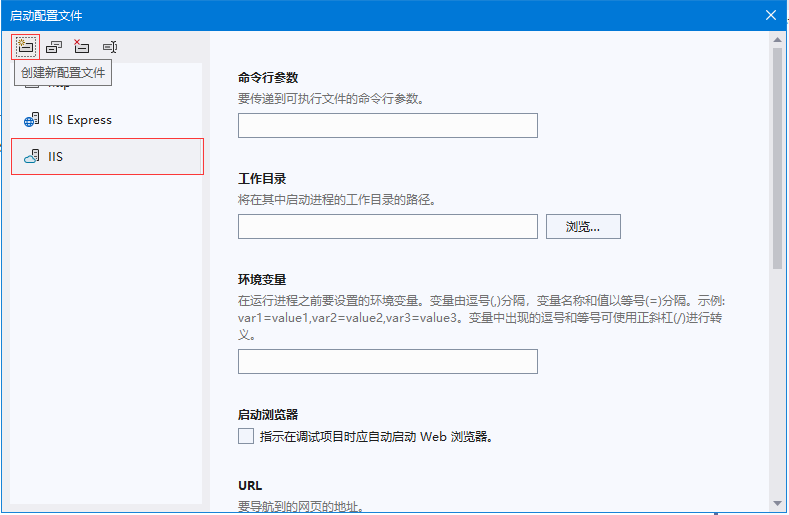 启动配置文件
创建新配置文件
http
IIS Express
IIS
命令行参数
要传递到可执行文件的命令行参数。
工作目录
将在其中启动进程的工作目录的路径。
浏览...
环境变量
在运行进程之前要设置的环境变量。变量由逗号(,)分隔，变量名称和值以等号(=)分隔。示例:
var1=value1,var2=value2,var3=value3。变量中出现的逗号和等号可使用正斜杠(/)进行转
义。
启动浏览器
指示在调试项目时应自动启动 Web 浏览器。
URL
要导航到的网页的地址。